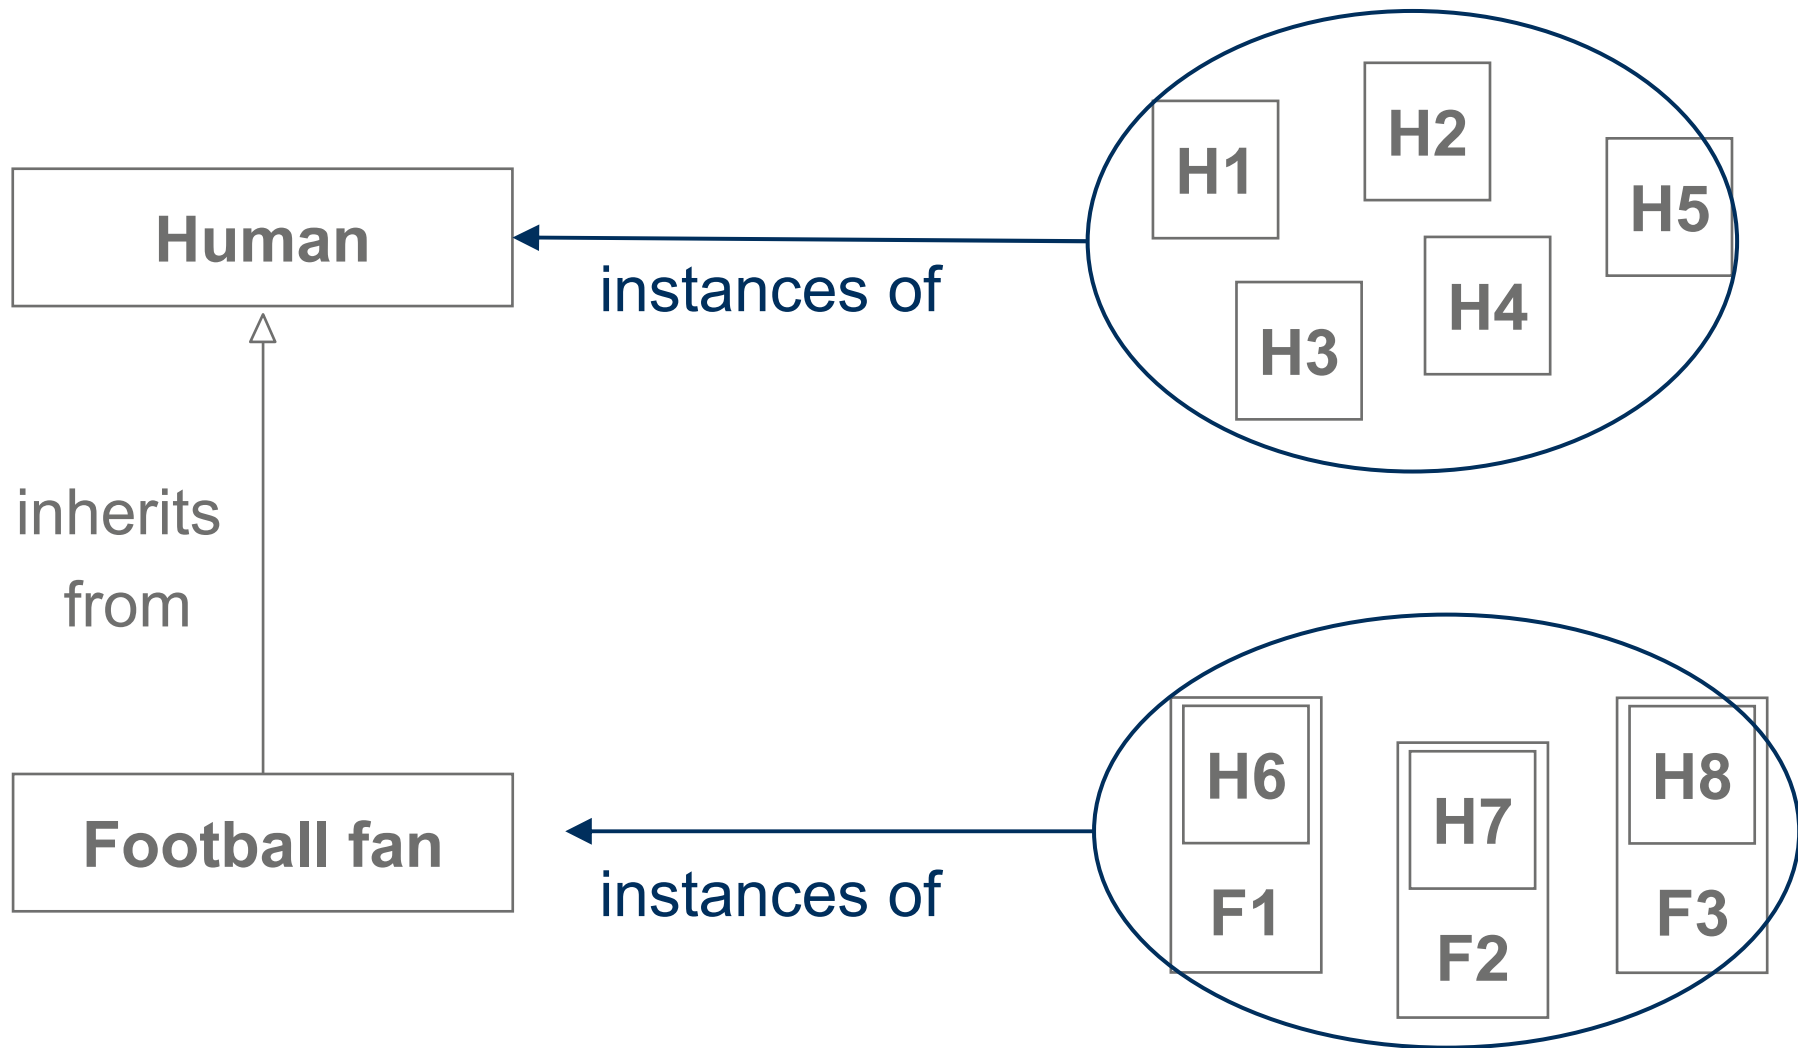 Human
instances of
H1
H2
H3
H4
H5
inherits
from
Football fan
instances of
H6
F1
H7
F2
H8
F3